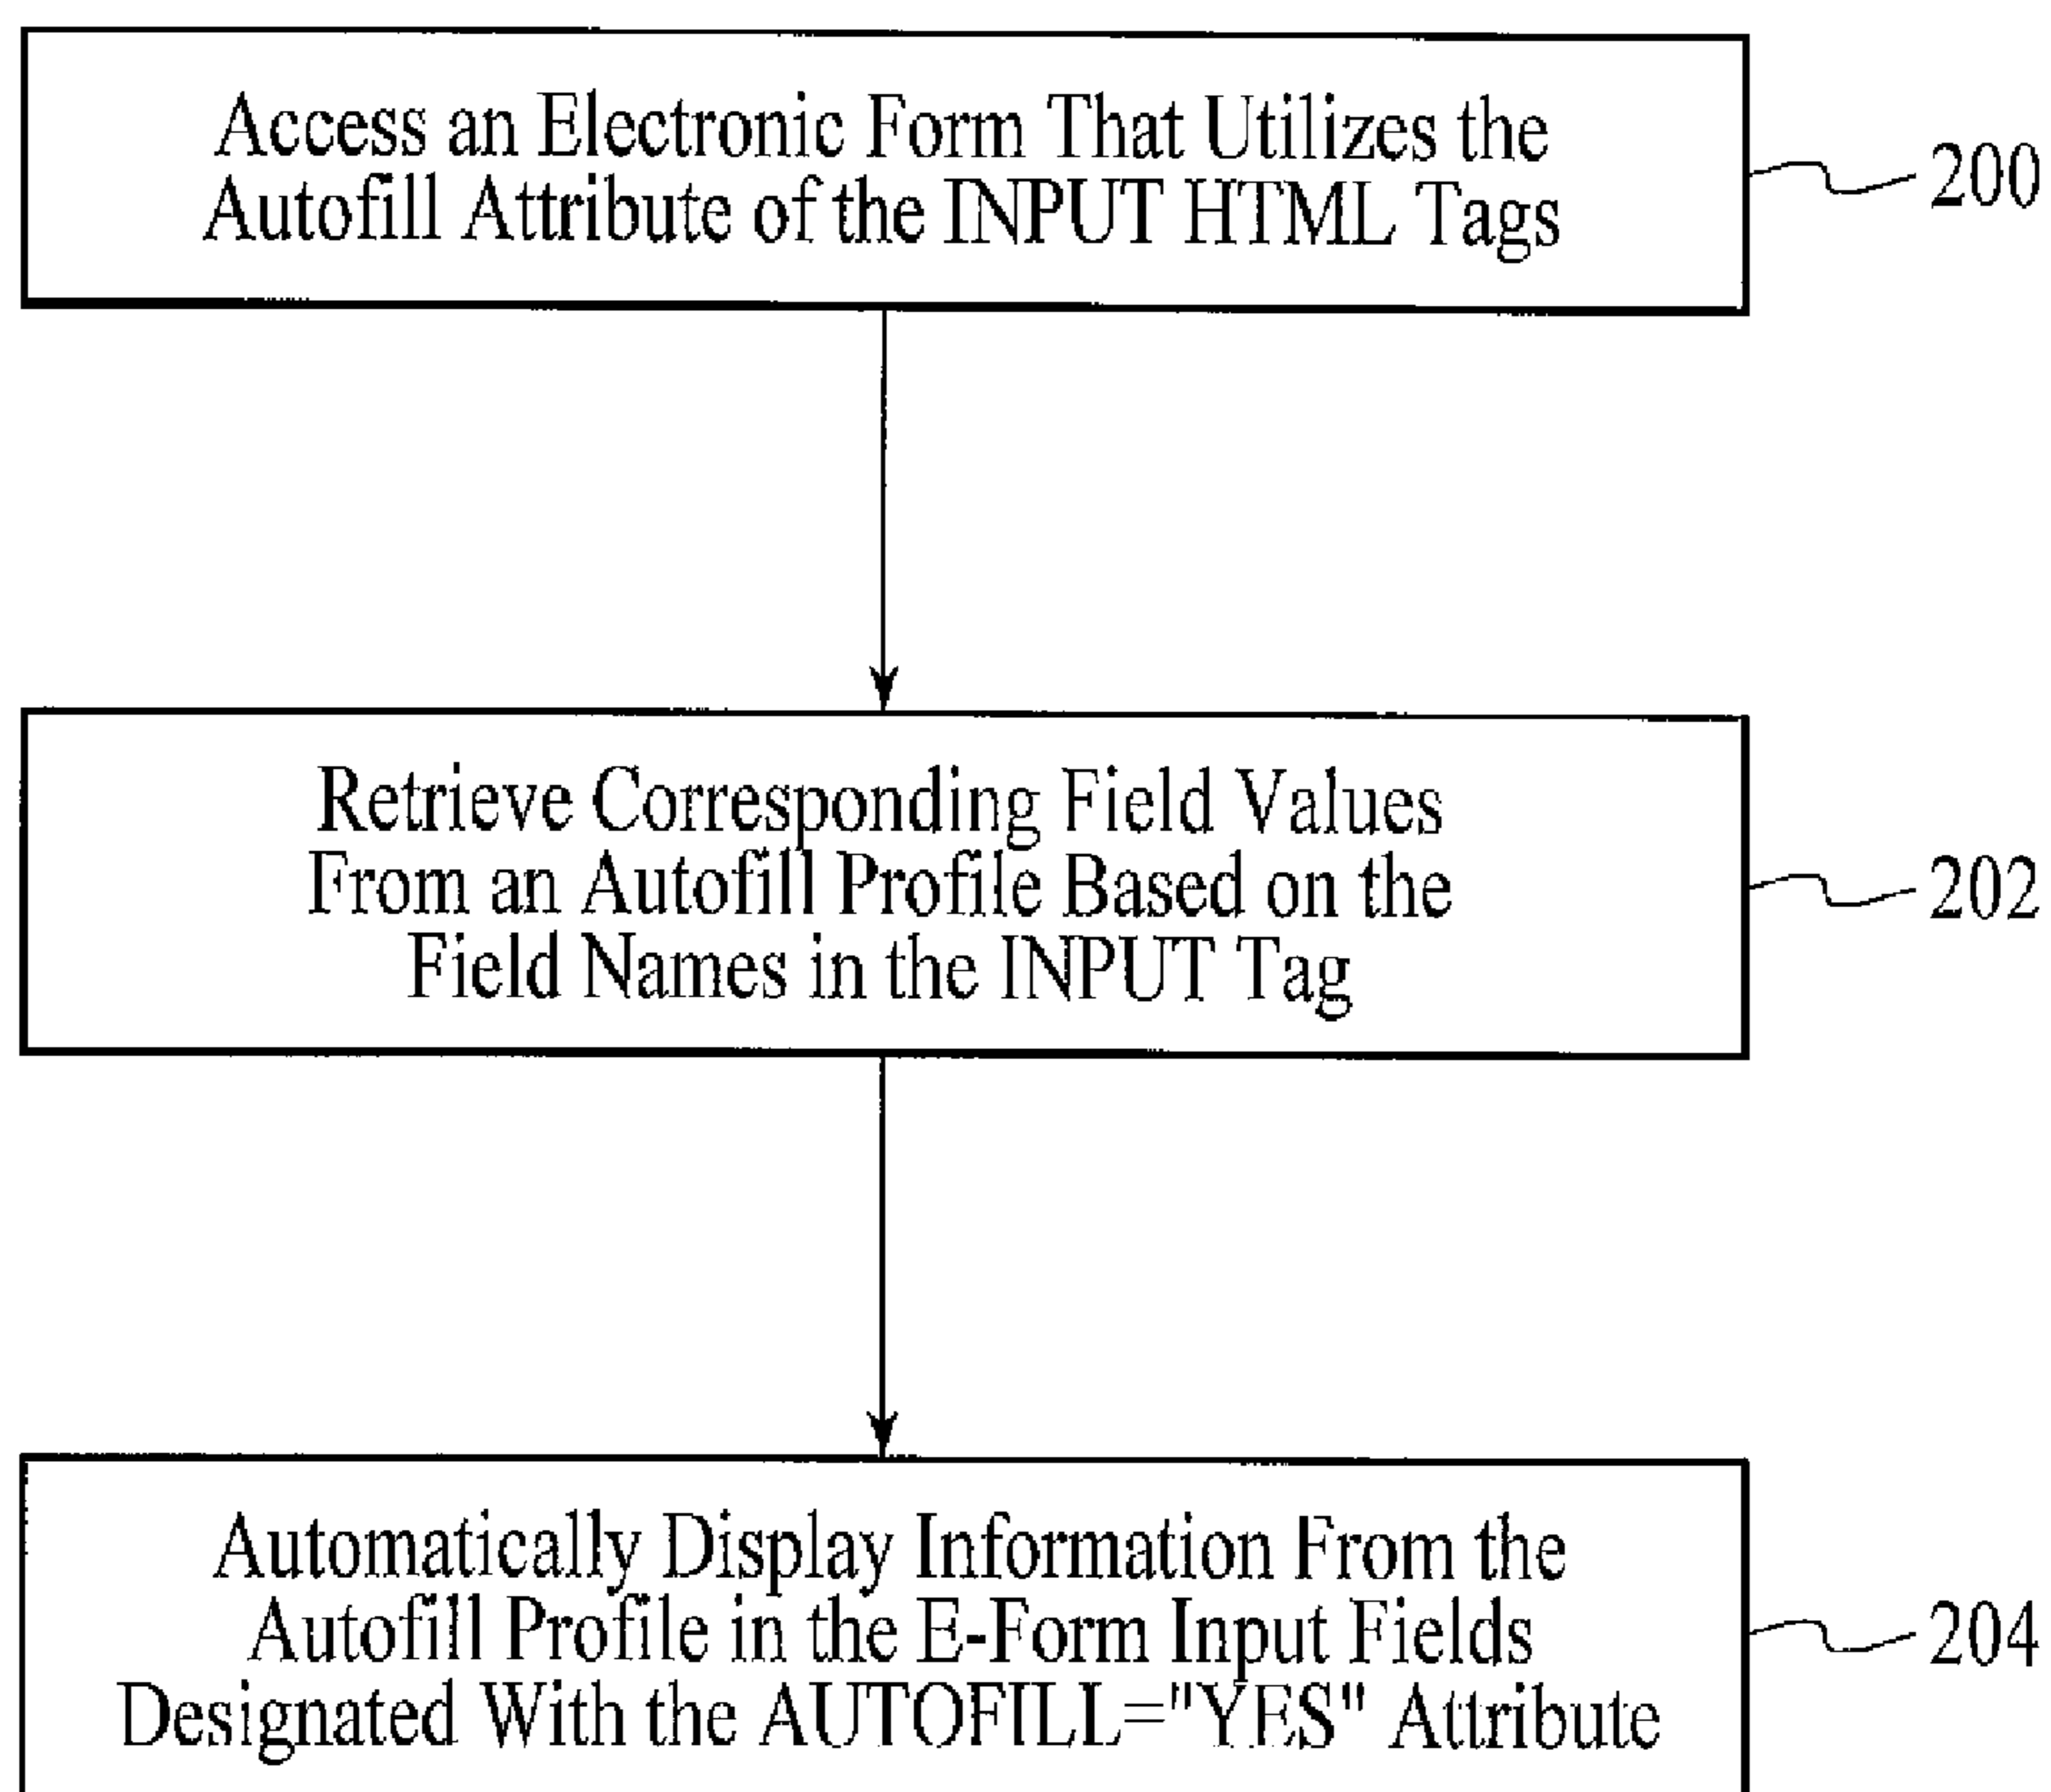 Access an Electronic Form That Utilizes the
Autofill Attribute of the INPUT HTML Tags
200
Retrieve Corresponding Field Values
From an Autofill Profile Based on the
Field Names in the INPUT Tag
202
Automatically Display Information From the
Autofill Profile in the E-Form Input Fields
Designated With the AUTOFILL="YES" Attribute
204